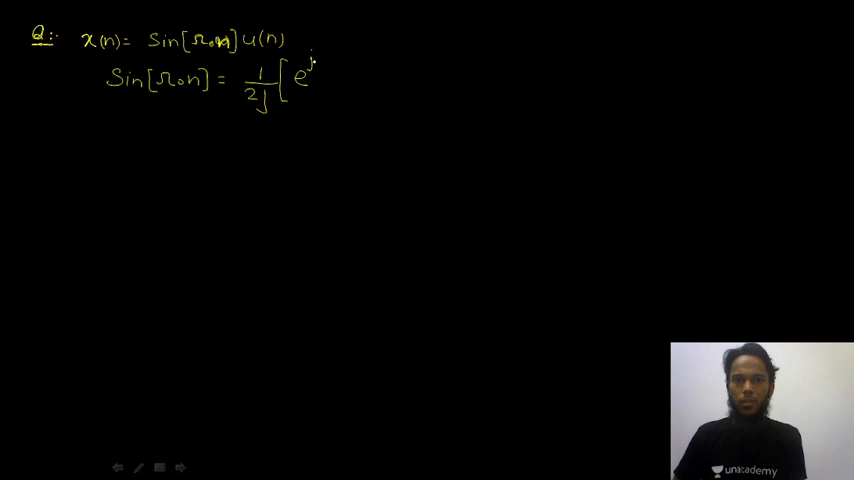 Q:- x(n) = Sin[Ω₀n] u(n)
Sin[Ω₀n] = 1/2j [ e^j
unacademy